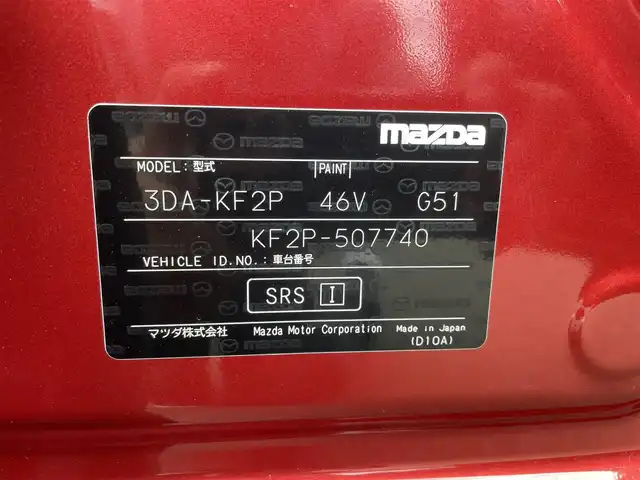 mazda
MODEL:型式 PAINT
3DA-KF2P 46V G51
KF2P-507740
VEHICLE ID.NO.:車台番号
SRS I
マツダ株式会社 Mazda Motor Corporation Made in Japan
(D10A)